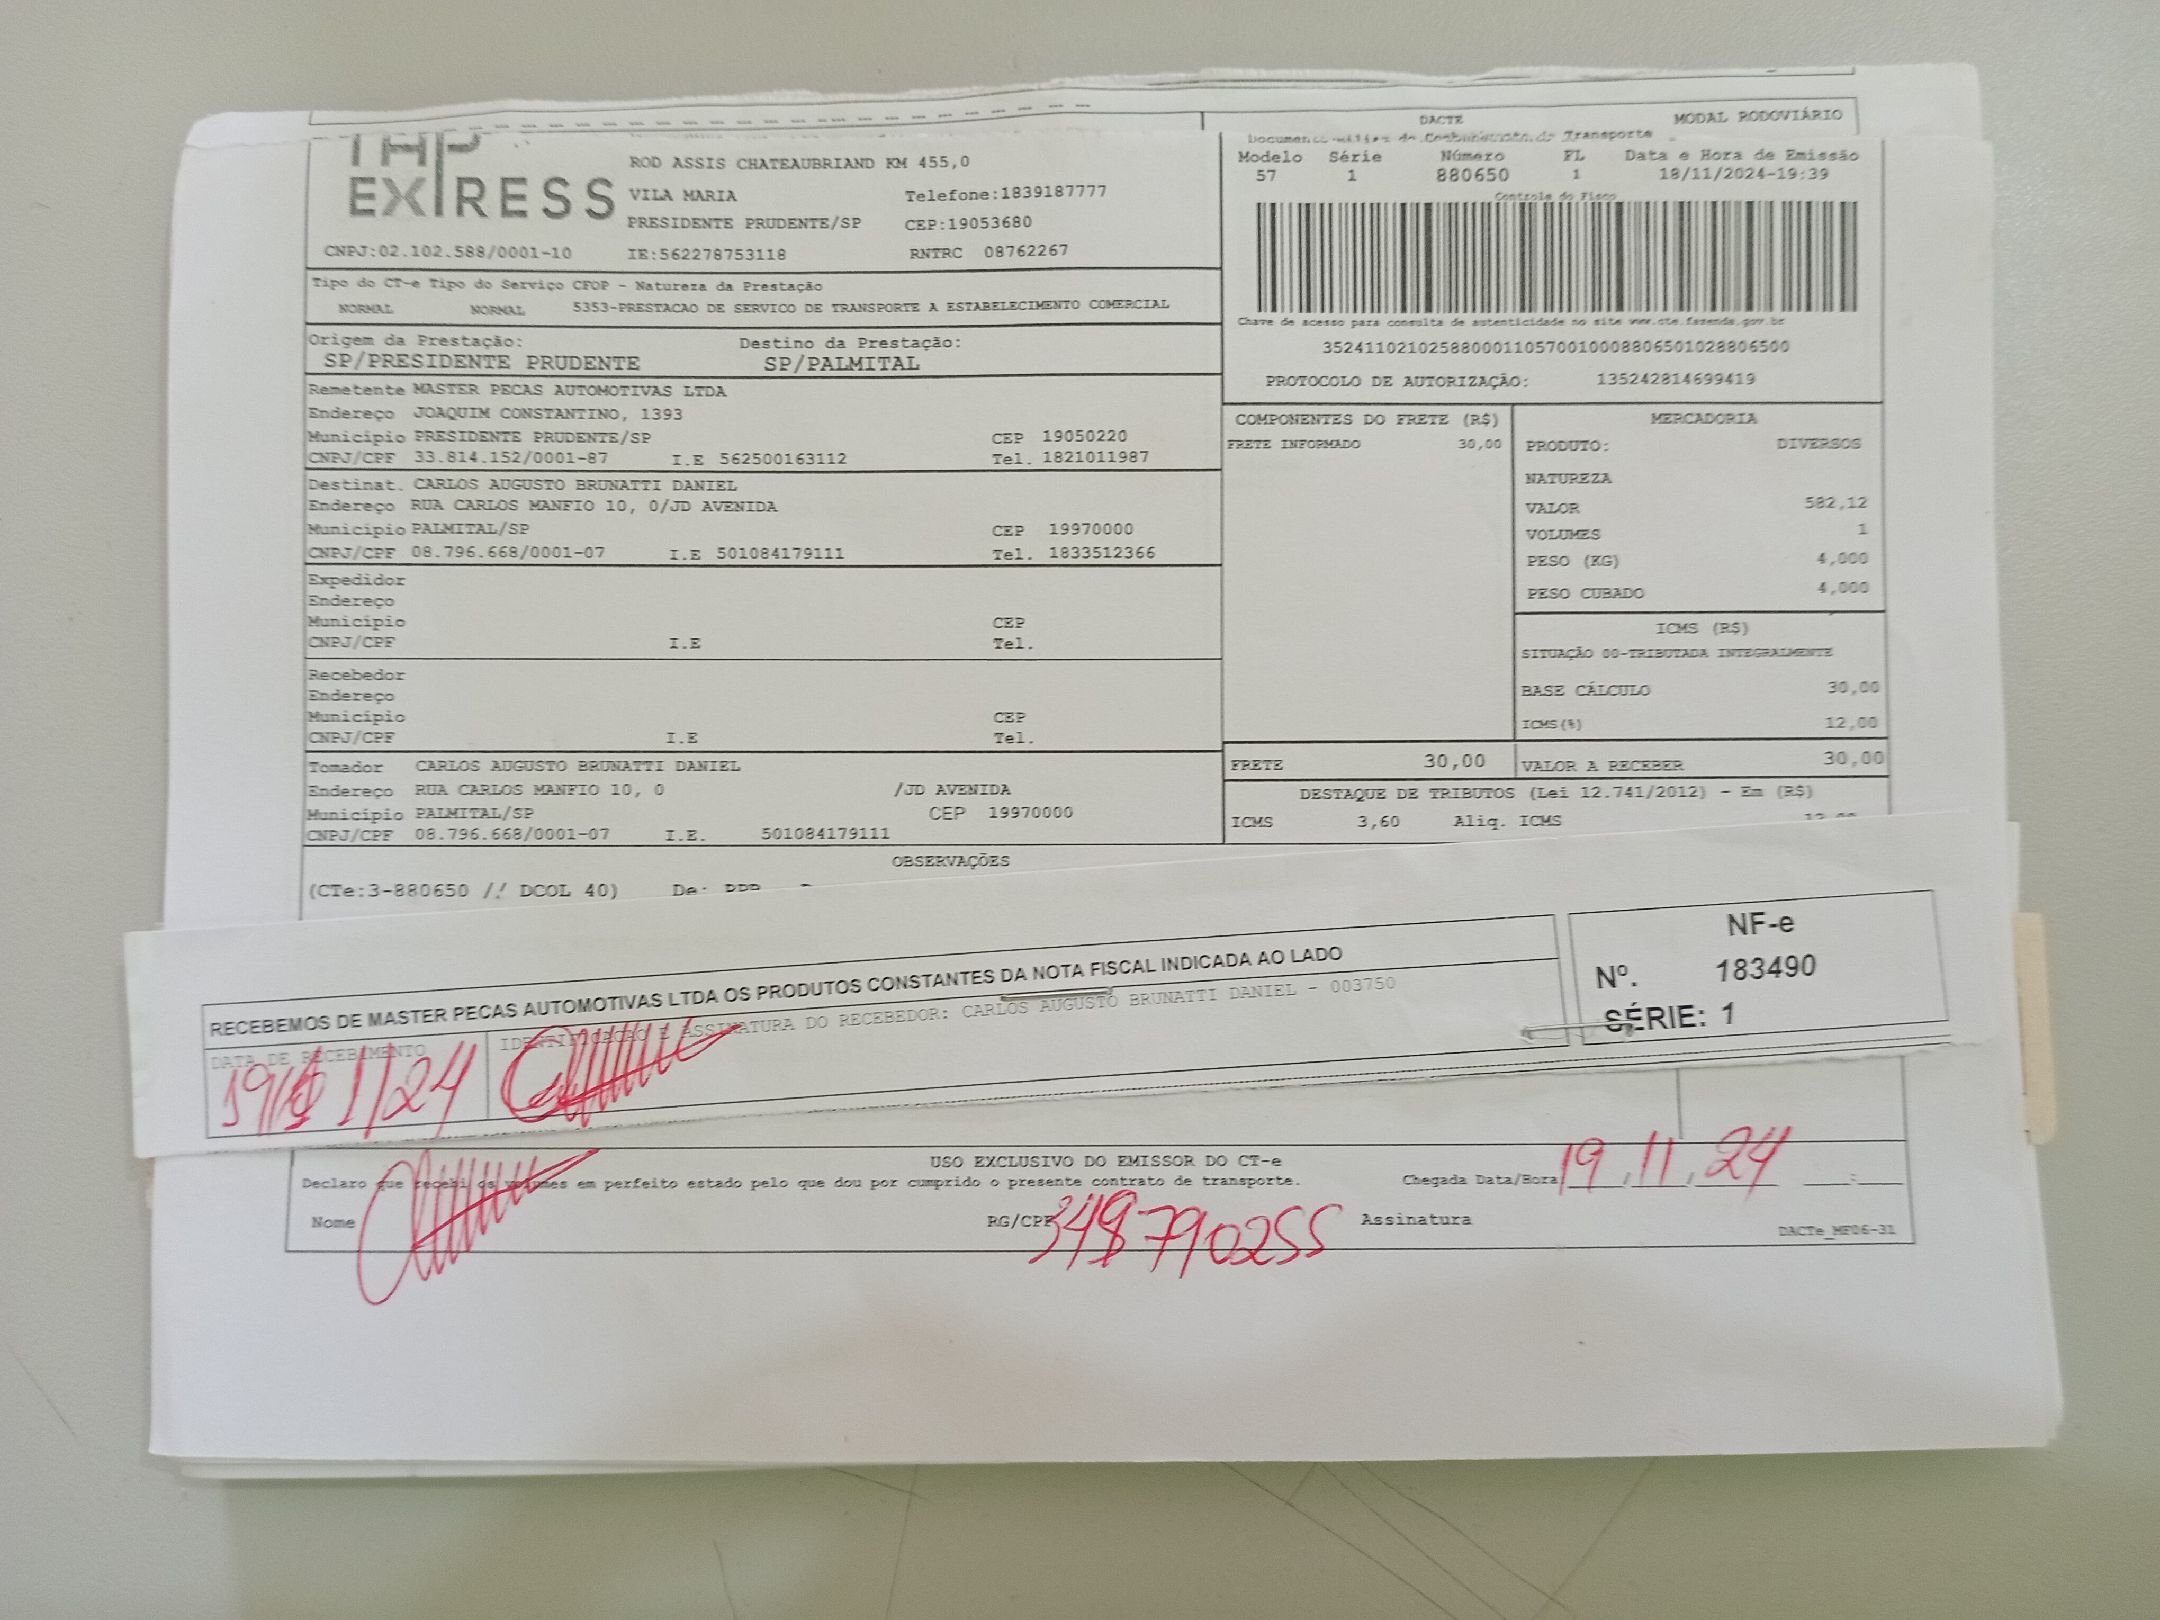 DACTE MODAL RODOVIÁRIO
de Transporte
EXPRESS
ROD ASSIS CHATEAUBRIAND KM 455,0
VILA MARIA Telefone:1839187777
PRESIDENTE PRUDENTE/SP CEP:19053680
CNPJ:02.102.588/0001-10 IE:562278753118 RNTRC 08762267
Modelo Série Número FL Data e Hora de Emissão
57 1 880650 1 18/11/2024-19:39
Controle do Fisco
Chave de acesso para consulta de autenticidade no site www.cte.fazenda.gov.br
35241102102588000110570010008806501028806500
PROTOCOLO DE AUTORIZAÇÃO: 135242814699419
Tipo do CT-e Tipo do Serviço CFOP - Natureza da Prestação
NORMAL NORMAL 5353-PRESTACAO DE SERVICO DE TRANSPORTE A ESTABELECIMENTO COMERCIAL
Origem da Prestação: Destino da Prestação:
SP/PRESIDENTE PRUDENTE SP/PALMITAL
Remetente MASTER PECAS AUTOMOTIVAS LTDA
Endereço JOAQUIM CONSTANTINO, 1393
Município PRESIDENTE PRUDENTE/SP CEP 19050220
CNPJ/CPF 33.814.152/0001-87 I.E 562500163112 Tel. 1821011987
Destinat. CARLOS AUGUSTO BRUNATTI DANIEL
Endereço RUA CARLOS MANFIO 10, 0/JD AVENIDA
Município PALMITAL/SP CEP 19970000
CNPJ/CPF 08.796.668/0001-07 I.E 501084179111 Tel. 1833512366
Expedidor
Endereço
Município CEP
CNPJ/CPF I.E Tel.
Recebedor
Endereço
Município CEP
CNPJ/CPF I.E Tel.
Tomador CARLOS AUGUSTO BRUNATTI DANIEL
Endereço RUA CARLOS MANFIO 10, 0 /JD AVENIDA
Município PALMITAL/SP CEP 19970000
CNPJ/CPF 08.796.668/0001-07 I.E. 501084179111
COMPONENTES DO FRETE (R$)
FRETE INFORMADO 30,00
MERCADORIA
PRODUTO: DIVERSOS
NATUREZA
VALOR 582,12
VOLUMES 1
PESO (KG) 4,000
PESO CUBADO 4,000
ICMS (R$)
SITUAÇÃO 00-TRIBUTADA INTEGRALMENTE
BASE CÁLCULO 30,00
ICMS(%) 12,00
FRETE 30,00 VALOR A RECEBER 30,00
DESTAQUE DE TRIBUTOS (Lei 12.741/2012) - Em (R$)
ICMS 3,60 Aliq. ICMS
OBSERVAÇÕES
(CTe:3-880650 // DCOL 40) De:
RECEBEMOS DE MASTER PECAS AUTOMOTIVAS LTDA OS PRODUTOS CONSTANTES DA NOTA FISCAL INDICADA AO LADO
DATA DE RECEBIMENTO
19/11/24
IDENTIFICACAO E ASSINATURA DO RECEBEDOR: CARLOS AUGUSTO BRUNATTI DANIEL - 003750
NF-e
Nº. 183490
SÉRIE: 1
USO EXCLUSIVO DO EMISSOR DO CT-e
Declaro que recebi os volumes em perfeito estado pelo que dou por cumprido o presente contrato de transporte. Chegada Data/Hora 19.11.24
Nome RG/CPF 348790255 Assinatura
DACTe_MF06-31